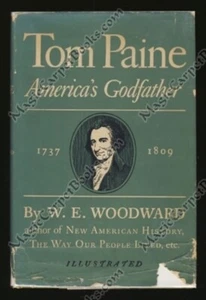 Tom Paine
America's Godfather
1737 1809
By W. E. WOODWARD
author of NEW AMERICAN HISTORY,
THE WAY OUR PEOPLE LIVED, etc.
ILLUSTRATED